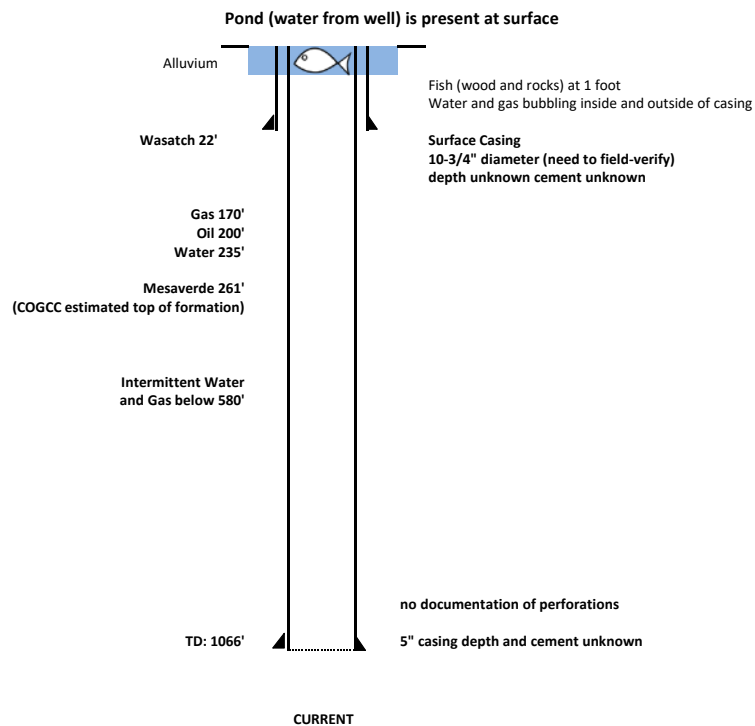 Pond (water from well) is present at surface
Alluvium
Fish (wood and rocks) at 1 foot
Water and gas bubbling inside and outside of casing
Wasatch 22'
Surface Casing
10-3/4" diameter (need to field-verify)
depth unknown cement unknown
Gas 170'
Oil 200'
Water 235'
Mesaverde 261'
(COGCC estimated top of formation)
Intermittent Water
and Gas below 580'
no documentation of perforations
TD: 1066'
5" casing depth and cement unknown
CURRENT